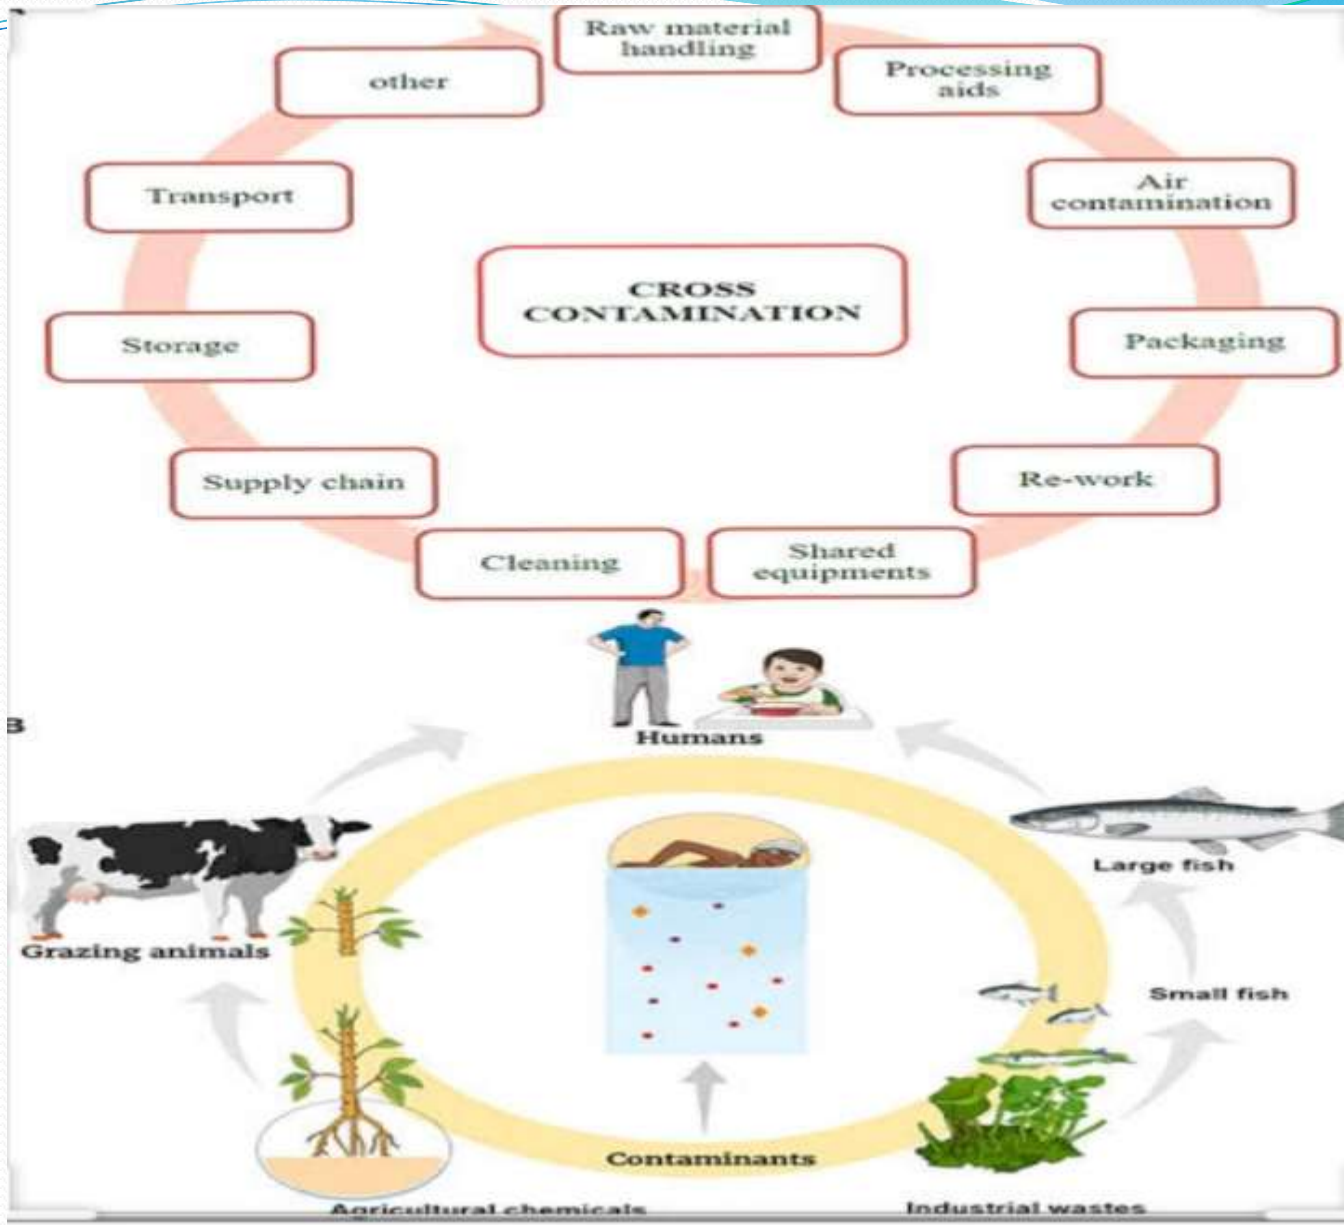 Raw material
handling
Processing
aids
Air
contamination
Packaging
Re-work
Shared
equipments
Cleaning
Supply chain
Storage
Transport
other
CROSS
CONTAMINATION
B
Humans
Grazing animals
Large fish
Small fish
Contaminants
Agricultural chemicals
Industrial wastes